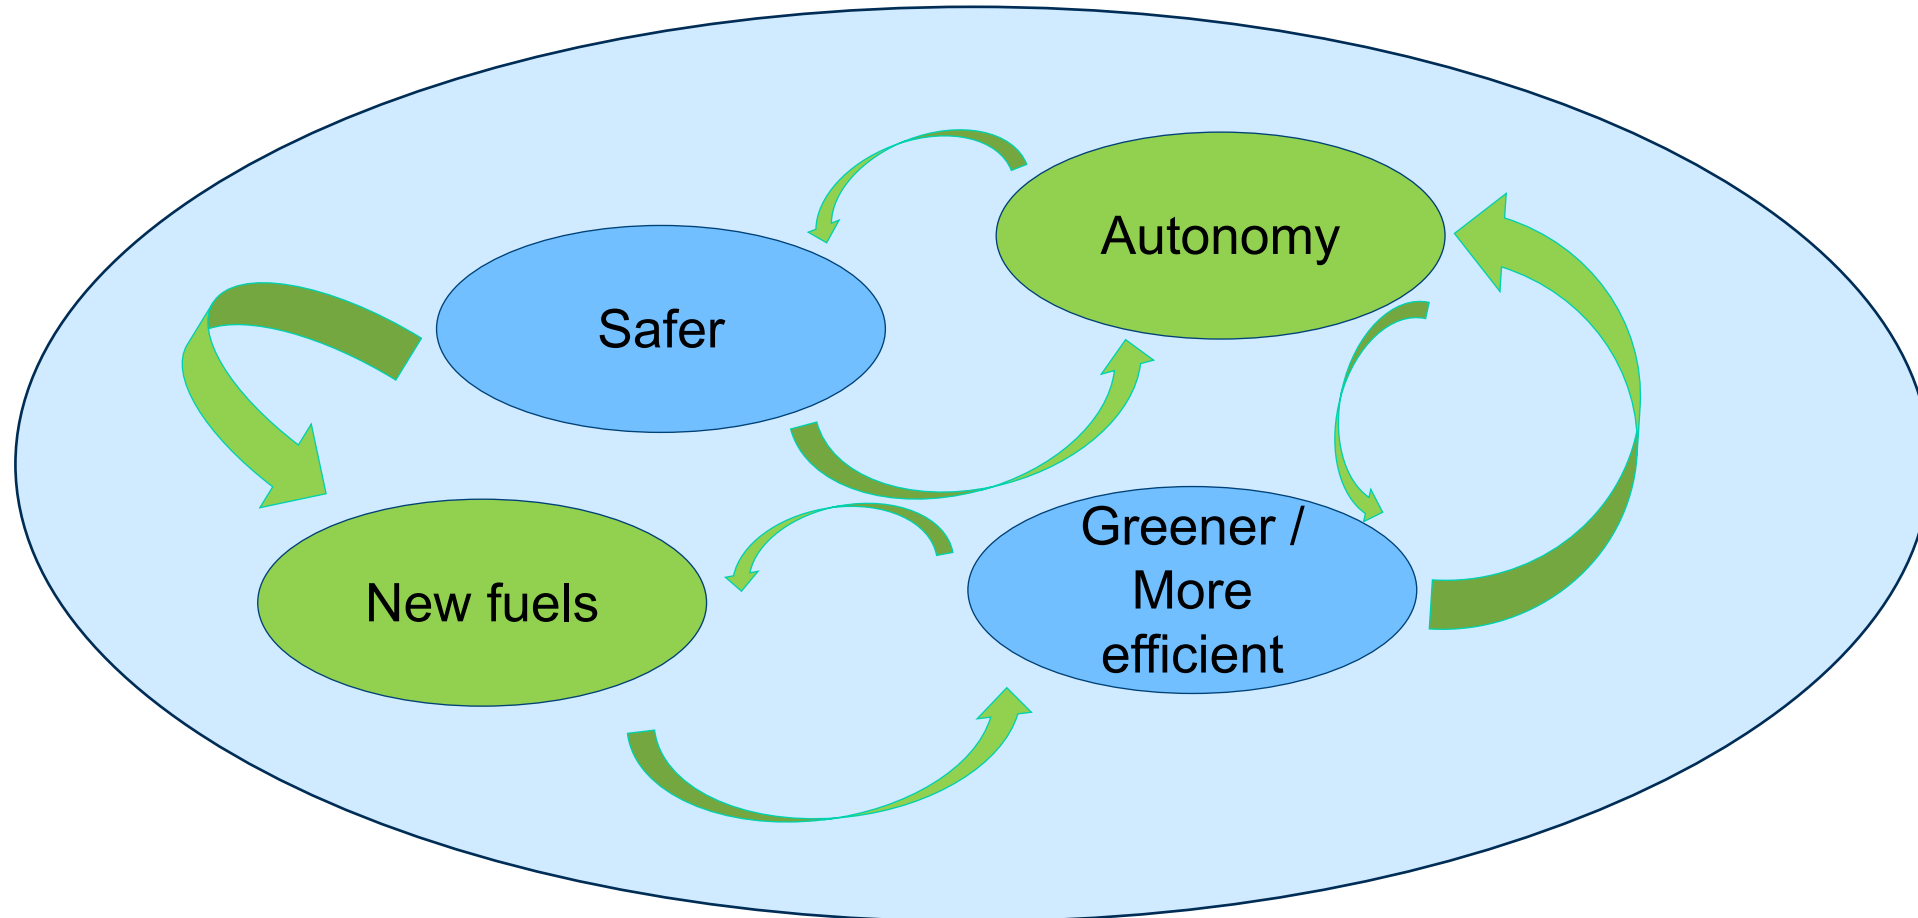 Autonomy
Safer
Greener /
More
efficient
New fuels